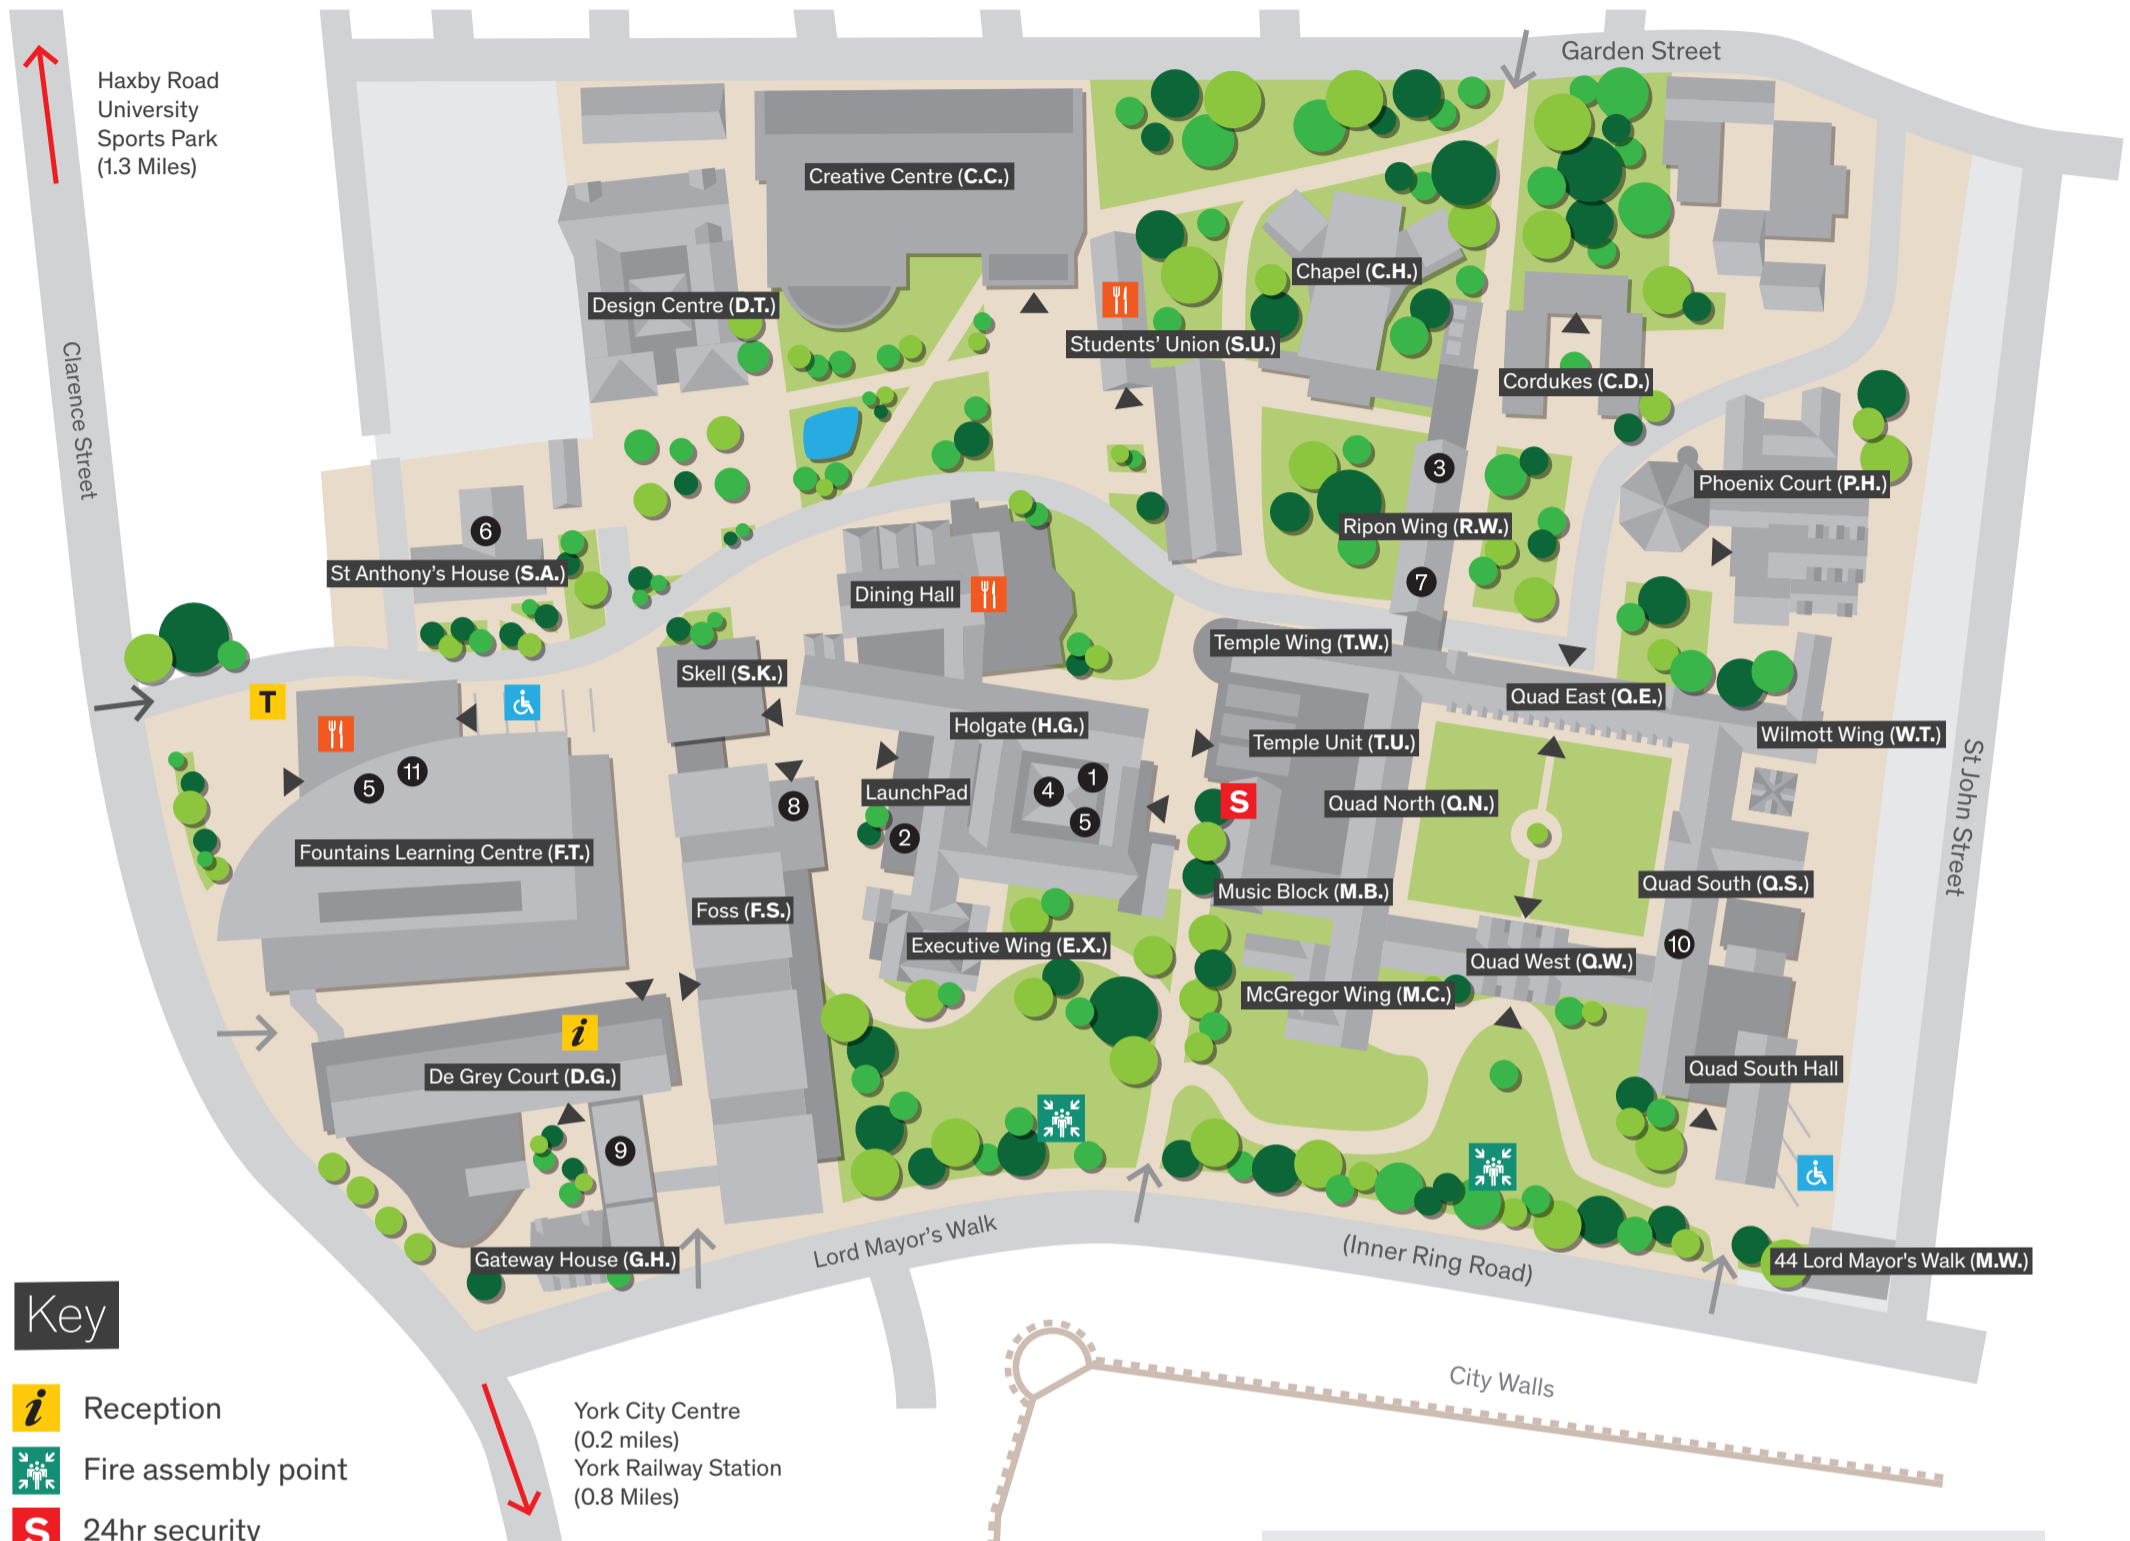 Garden Street
Haxby Road
University
Sports Park
(1.3 Miles)
Creative Centre (C.C.)
Chapel (C.H.)
Design Centre (D.T.)
Students' Union (S.U.)
Cordukes (C.D.)
Clarence Street
3
Phoenix Court (P.H.)
6
Ripon Wing (R.W.)
St Anthony's House (S.A.)
7
Dining Hall
Temple Wing (T.W.)
Skell (S.K.)
Quad East (Q.E.)
T
Holgate (H.G.)
Wilmott Wing (W.T.)
Temple Unit (T.U.)
St John Street
5
11
LaunchPad
4
1
5
8
2
S
Quad North (Q.N.)
Fountains Learning Centre (F.T.)
Quad South (Q.S.)
Music Block (M.B.)
Foss (F.S.)
Executive Wing (E.X.)
10
Quad West (Q.W.)
McGregor Wing (M.C.)
i
De Grey Court (D.G.)
Quad South Hall
9
Lord Mayor's Walk
(Inner Ring Road)
Gateway House (G.H.)
44 Lord Mayor's Walk (M.W.)
Key
City Walls
i Reception
York City Centre
(0.2 miles)
York Railway Station
(0.8 Miles)
Fire assembly point
S 24hr security